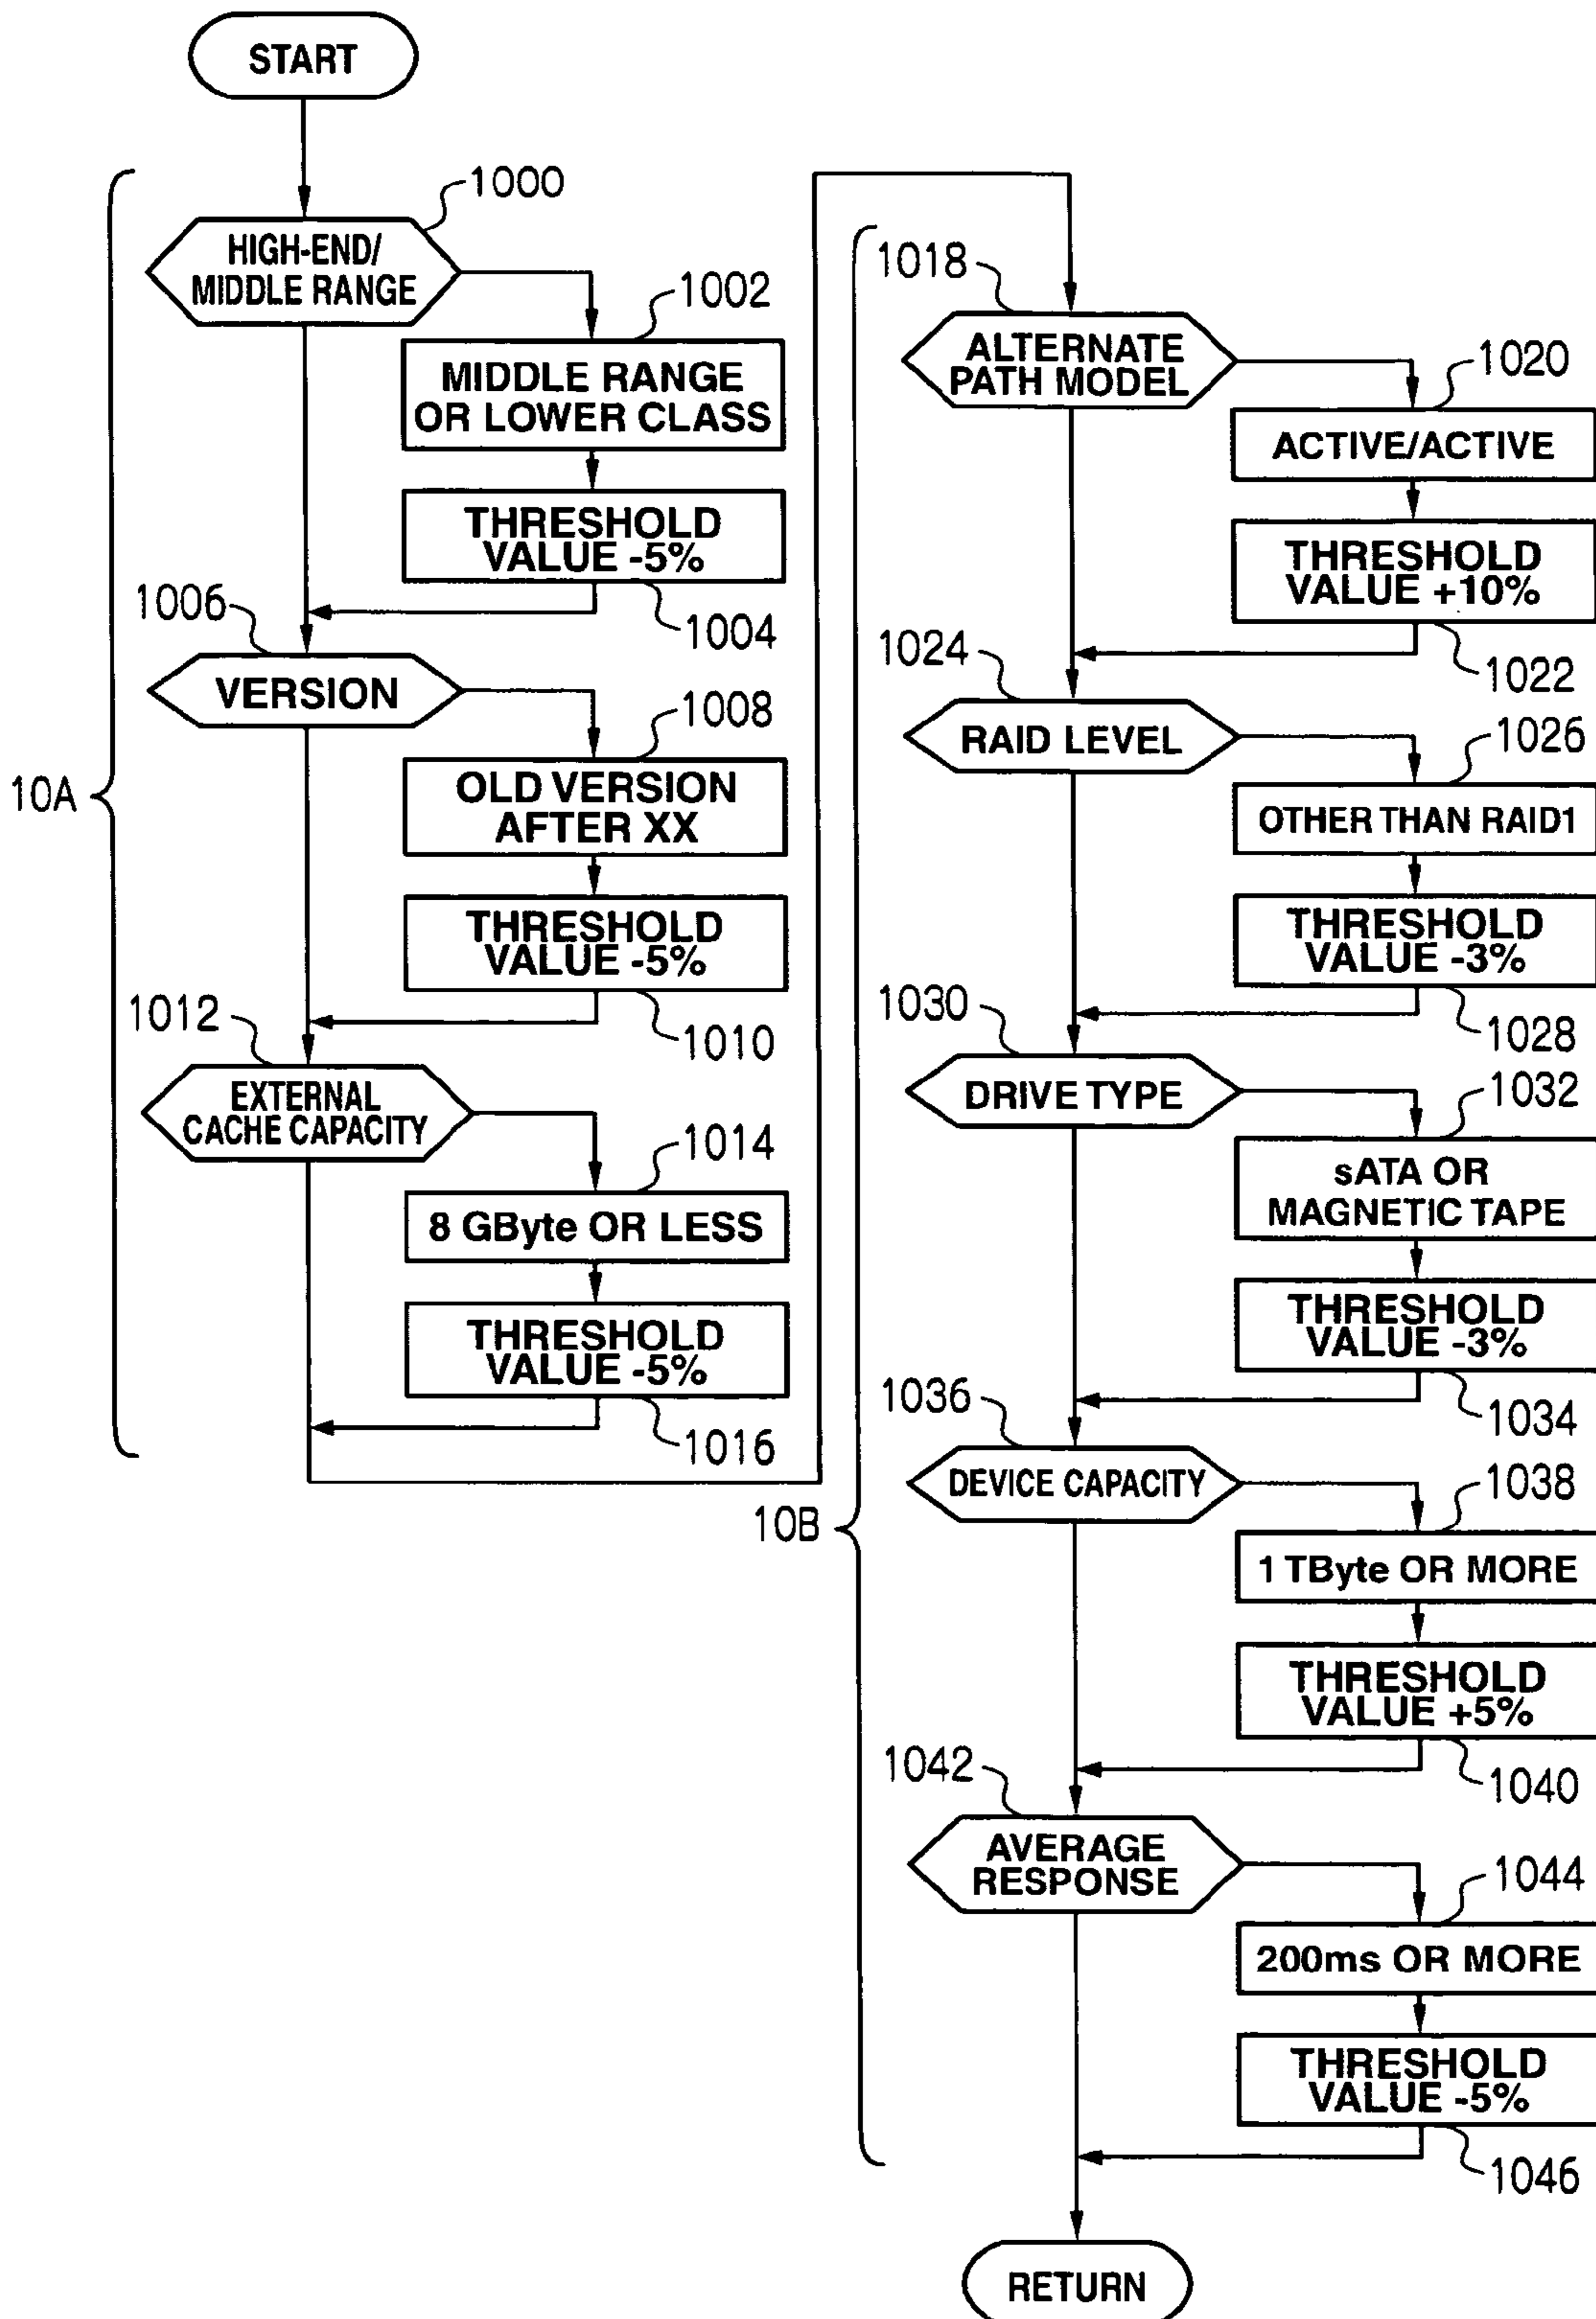 START
1000
HIGH-END/
MIDDLE RANGE
1002
MIDDLE RANGE
OR LOWER CLASS
THRESHOLD
VALUE -5%
1004
1006
VERSION
1008
OLD VERSION
AFTER XX
THRESHOLD
VALUE -5%
1010
10A
1012
EXTERNAL
CACHE CAPACITY
1014
8 GByte OR LESS
THRESHOLD
VALUE -5%
1016
1018
ALTERNATE
PATH MODEL
1020
ACTIVE/ACTIVE
THRESHOLD
VALUE +10%
1022
1024
RAID LEVEL
1026
OTHER THAN RAID1
THRESHOLD
VALUE -3%
1028
1030
DRIVE TYPE
1032
sATA OR
MAGNETIC TAPE
THRESHOLD
VALUE -3%
1034
1036
DEVICE CAPACITY
1038
10B
1 TByte OR MORE
THRESHOLD
VALUE +5%
1040
1042
AVERAGE
RESPONSE
1044
200ms OR MORE
THRESHOLD
VALUE -5%
1046
RETURN